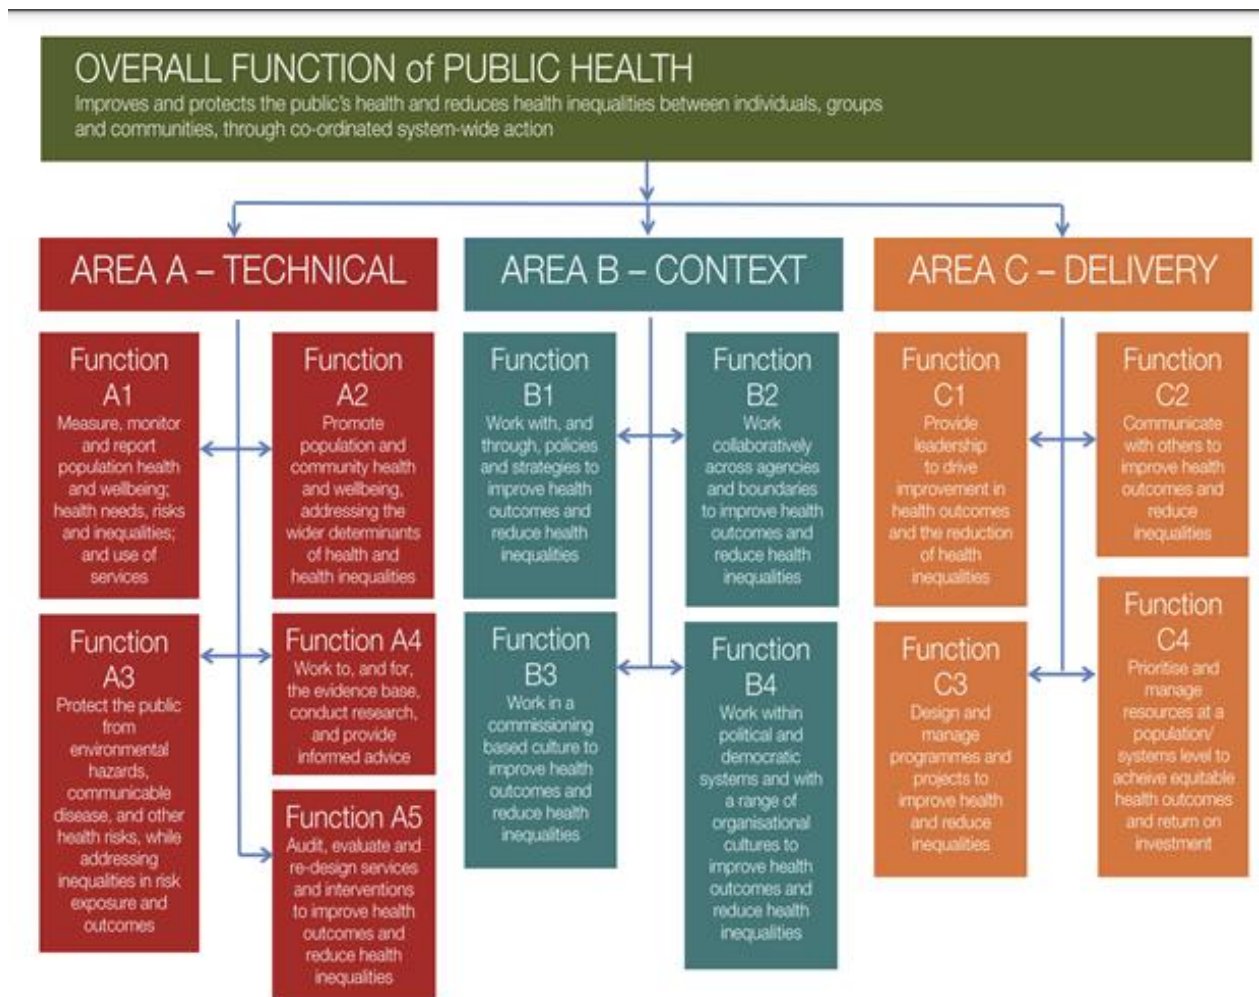 OVERALL FUNCTION of PUBLIC HEALTH
Improves and protects the public's health and reduces health inequalities between individuals, groups
and communities, through co-ordinated system-wide action
AREA A – TECHNICAL
Function
A1
Measure, monitor
and report
population health
and wellbeing;
health needs, risks
and inequalities;
and use of
services
Function
A2
Promote
population and
community health
and wellbeing,
addressing the
wider determinants
of health and
health inequalities
Function
A3
Protect the public
from
environmental
hazards,
communicable
disease, and other
health risks, while
addressing
inequalities in risk
exposure and
outcomes
Function A4
Work to, and for,
the evidence base,
conduct research,
and provide
informed advice
Function A5
Audit, evaluate and
re-design services
and interventions
to improve health
outcomes and
reduce health
inequalities
AREA B – CONTEXT
Function
B1
Work with, and
through, policies
and strategies to
improve health
outcomes and
reduce health
inequalities
Function
B2
Work
collaboratively
across agencies
and boundaries
to improve health
outcomes and
reduce health
inequalities
Function
B3
Work in a
commissioning
based culture to
improve health
outcomes and
reduce health
inequalities
Function
B4
Work within
political and
democratic
systems and with
a range of
organisational
cultures to
improve health
outcomes and
reduce health
inequalities
AREA C – DELIVERY
Function
C1
Provide
leadership
to drive
improvement in
health outcomes
and the reduction
of health
inequalities
Function
C2
Communicate
with others to
improve health
outcomes and
reduce
inequalities
Function
C3
Design and
manage
programmes and
projects to
improve health
and reduce
inequalities
Function
C4
Prioritise and
manage
resources at a
population/
systems level to
acheive equitable
health outcomes
and return on
investment